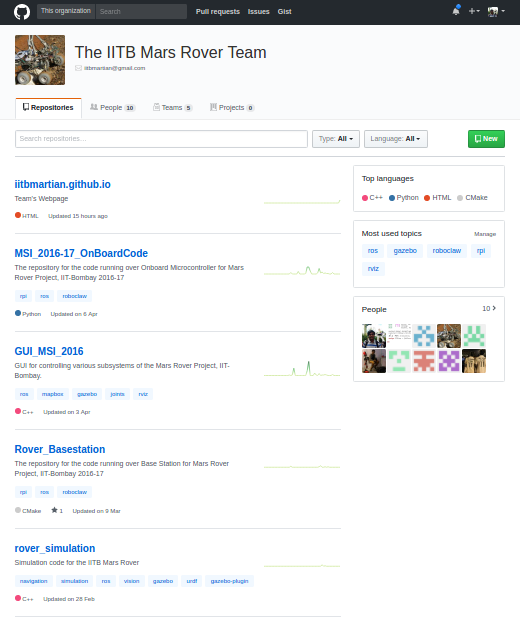 This organization Search Pull requests Issues Gist
The IITB Mars Rover Team
iitbmartian@gmail.com
Repositories People 10 Teams 5 Projects 0
Search repositories... Type: All Language: All New
iitbmartian.github.io
Team's Webpage
HTML Updated 15 hours ago
MSI_2016-17_OnBoardCode
The repository for the code running over Onboard Microcontroller for Mars
Rover Project, IIT-Bombay 2016-17
rpi ros roboclaw
Python Updated on 6 Apr
GUI_MSI_2016
GUI for controlling various subsystems of the Mars Rover Project, IIT-
Bombay.
ros mapbox gazebo joints rviz
C++ Updated on 3 Apr
Rover_Basestation
The repository for the code running over Base Station for Mars Rover
Project, IIT-Bombay 2016-17
rpi ros roboclaw
CMake 1 Updated on 9 Mar
rover_simulation
Simulation code for the IITB Mars Rover
navigation simulation ros vision gazebo urdf gazebo-plugin
C++ Updated on 28 Feb
Top languages
C++ Python HTML CMake
Most used topics Manage
ros gazebo roboclaw rpi
rviz
People 10